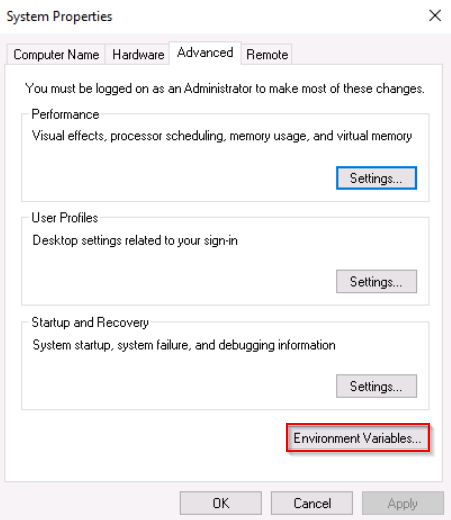 System Properties
Computer Name Hardware Advanced Remote
You must be logged on as an Administrator to make most of these changes.
Performance
Visual effects, processor scheduling, memory usage, and virtual memory
Settings...
User Profiles
Desktop settings related to your sign-in
Settings...
Startup and Recovery
System startup, system failure, and debugging information
Settings...
Environment Variables...
OK Cancel Apply